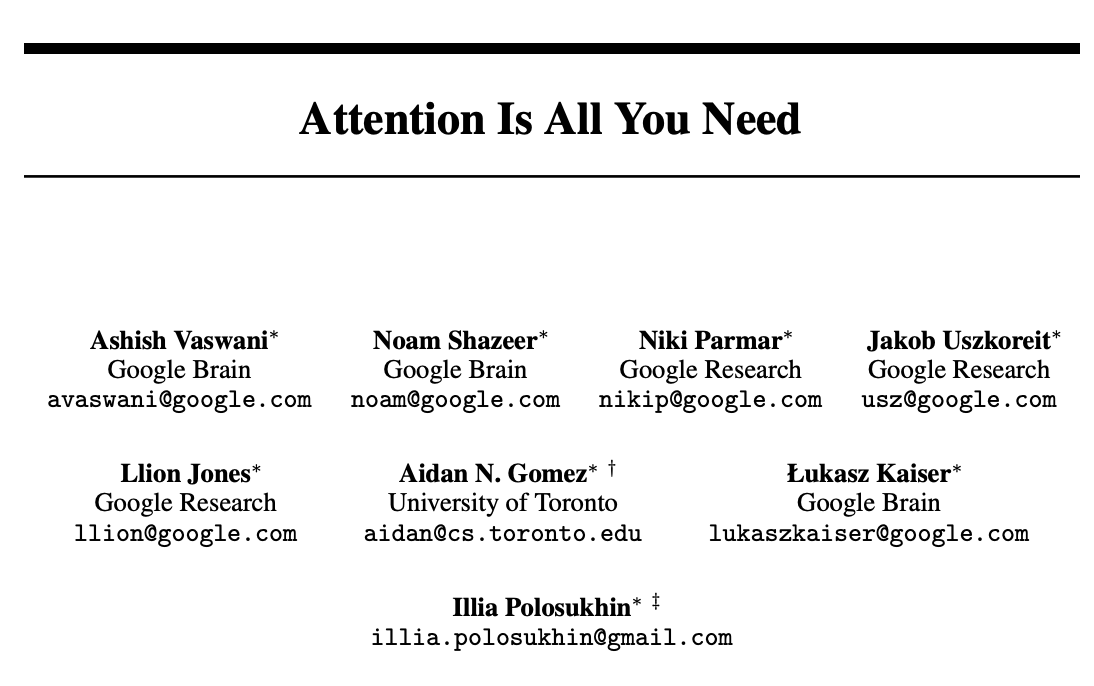 Attention Is All You Need
Ashish Vaswani* Noam Shazeer* Niki Parmar* Jakob Uszkoreit*
Google Brain Google Brain Google Research Google Research
avaswani@google.com noam@google.com nikip@google.com usz@google.com
Llion Jones* Aidan N. Gomez* † Łukasz Kaiser*
Google Research University of Toronto Google Brain
llion@google.com aidan@cs.toronto.edu lukaszkaiser@google.com
Illia Polosukhin* ‡
illia.polosukhin@gmail.com